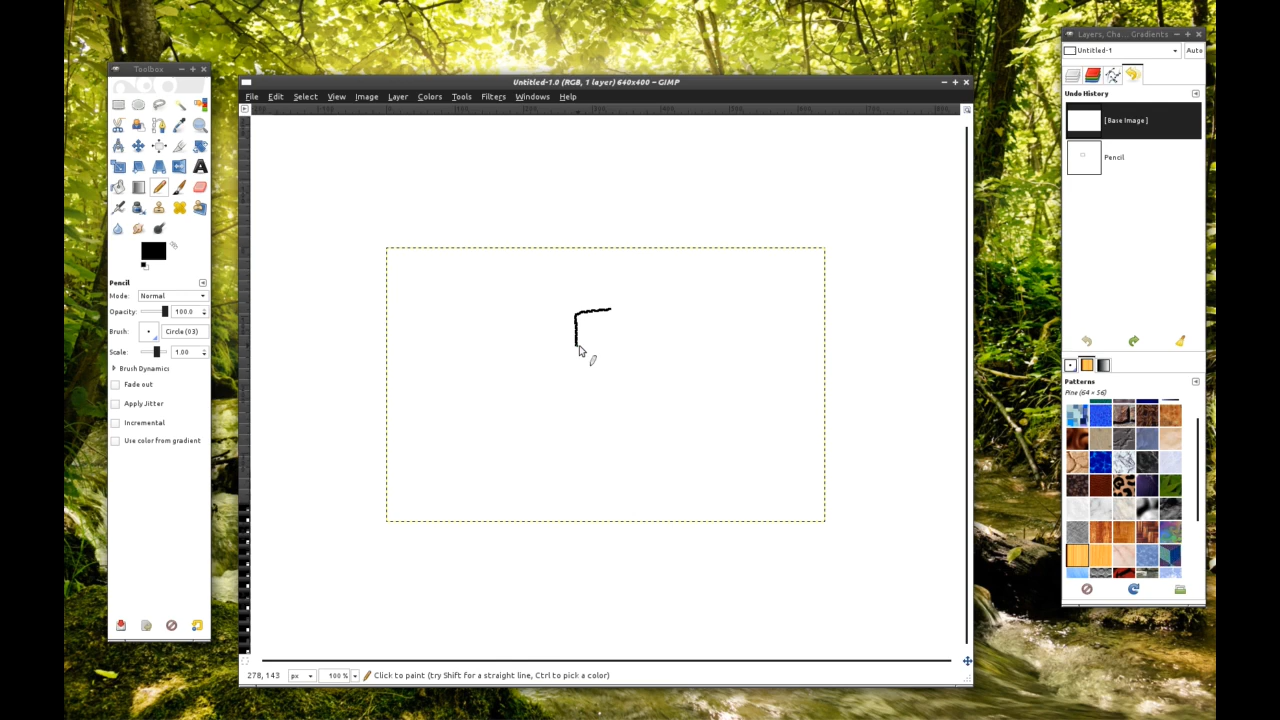 Toolbox
Untitled-1.0 (RGB, 1 layer) 640x400 – GIMP
File Edit Select View Image Layer Colors Tools Filters Windows Help
Pencil
Mode: Normal
Opacity: 100.0
Brush: Circle (03)
Scale: 1.00
Brush Dynamics
Fade out
Apply Jitter
Incremental
Use color from gradient
278, 143 px 100 % Click to paint (try Shift for a straight line, Ctrl to pick a color)
Layers, Cha... Gradients
Untitled-1 Auto
Undo History
[ Base Image ]
Pencil
Patterns
Pine (64 × 56)